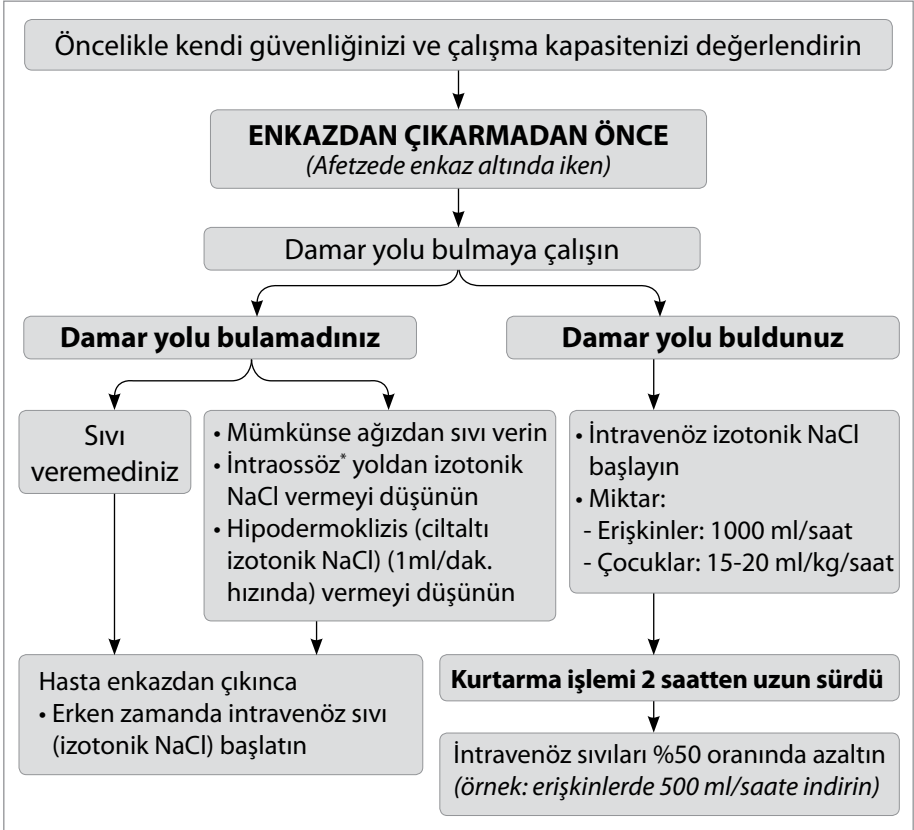 Öncelikle kendi güvenliğinizi ve çalışma kapasitenizi değerlendirin
ENKAZDAN ÇIKARMADAN ÖNCE
(Afetzede enkaz altında iken)
Damar yolu bulmaya çalışın
Damar yolu bulamadınız
Damar yolu buldunuz
Sıvı
veremediniz
• Mümkünse ağızdan sıvı verin
• İntraossöz* yoldan izotonik
NaCl vermeyi düşünün
• Hipodermoklizis (ciltaltı
izotonik NaCl) (1ml/dak.
hızında) vermeyi düşünün
• İntravenöz izotonik NaCl
başlayın
• Miktar:
- Erişkinler: 1000 ml/saat
- Çocuklar: 15-20 ml/kg/saat
Hasta enkazdan çıkınca
• Erken zamanda intravenöz sıvı
(izotonik NaCl) başlatın
Kurtarma işlemi 2 saatten uzun sürdü
İntravenöz sıvıları %50 oranında azaltın
(örnek: erişkinlerde 500 ml/saate indirin)